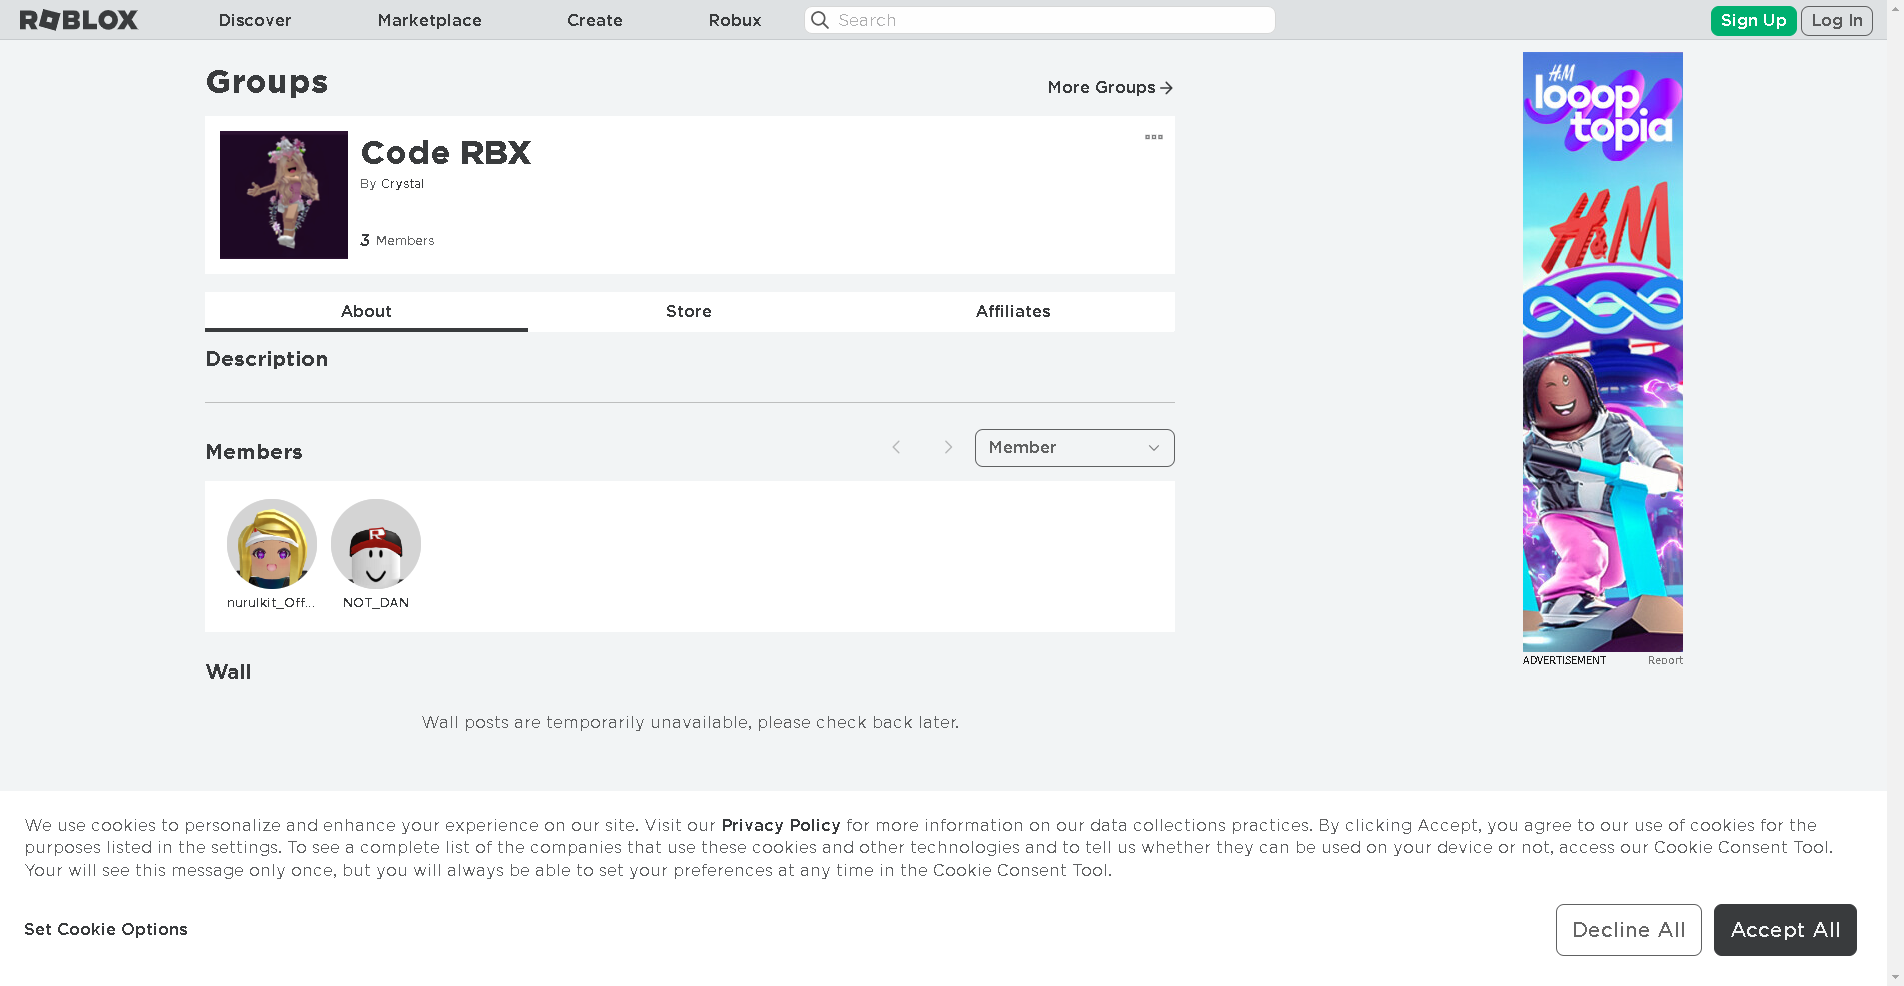 ROBLOX
Discover
Marketplace
Create
Robux
Search
Sign Up
Log In
Groups
More Groups
Code RBX
By Crystal
3 Members
About
Store
Affiliates
Description
Members
Member
nurulkit_Off...
NOT_DAN
Wall
Wall posts are temporarily unavailable, please check back later.
H&M
looop
topia
H&M
ADVERTISEMENT
Report
We use cookies to personalize and enhance your experience on our site. Visit our Privacy Policy for more information on our data collections practices. By clicking Accept, you agree to our use of cookies for the
purposes listed in the settings. To see a complete list of the companies that use these cookies and other technologies and to tell us whether they can be used on your device or not, access our Cookie Consent Tool.
Your will see this message only once, but you will always be able to set your preferences at any time in the Cookie Consent Tool.
Set Cookie Options
Decline All
Accept All